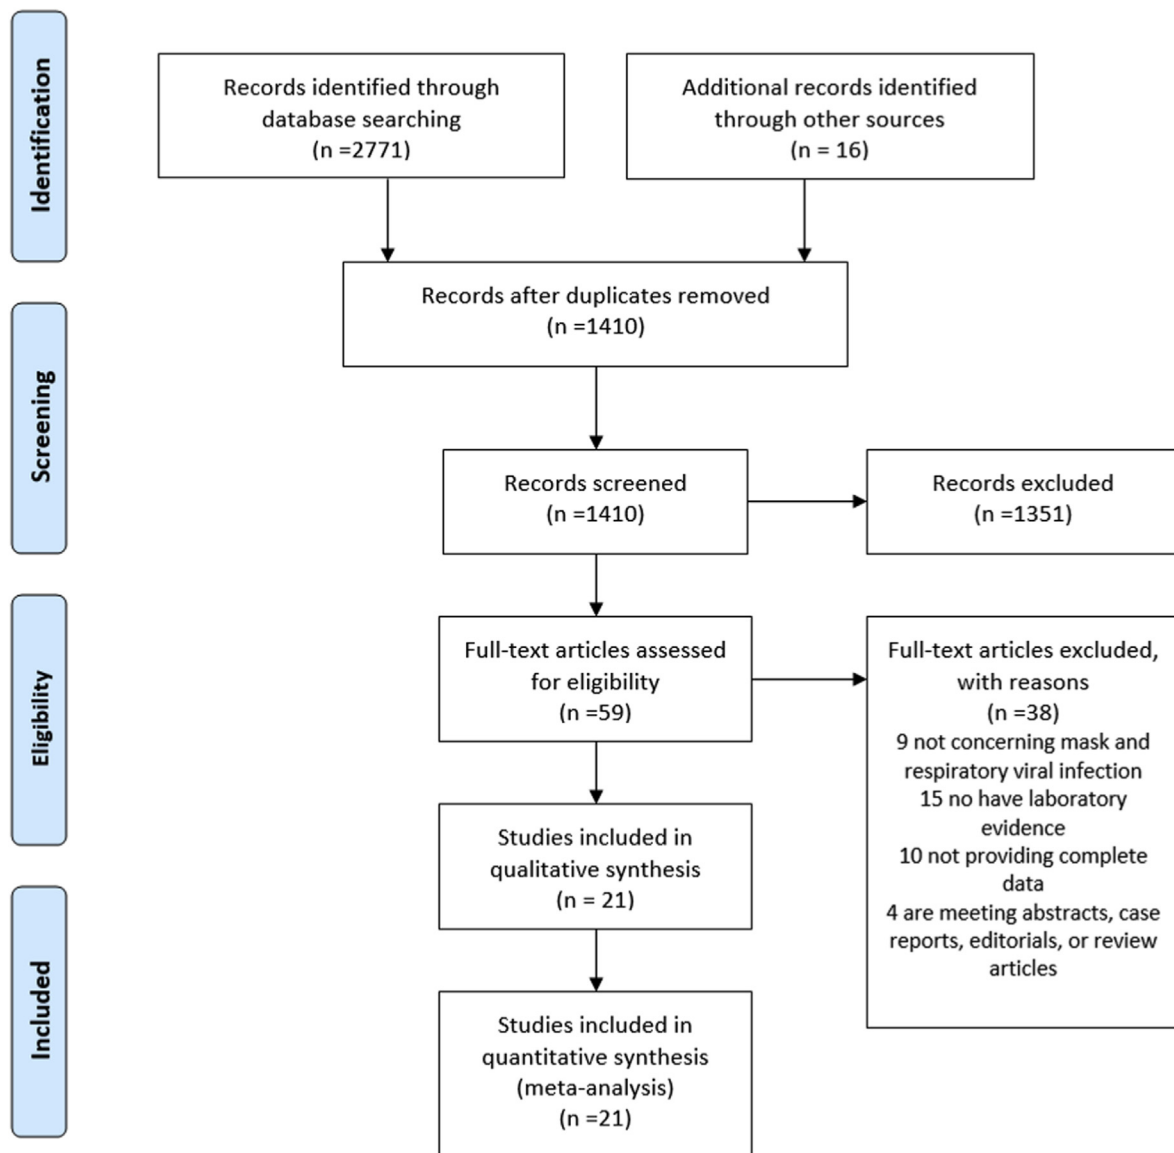 Identification
Records identified through
database searching
(n =2771)
Additional records identified
through other sources
(n = 16)
Records after duplicates removed
(n =1410)
Screening
Records screened
(n =1410)
Records excluded
(n =1351)
Eligibility
Full-text articles assessed
for eligibility
(n =59)
Full-text articles excluded,
with reasons
(n =38)
9 not concerning mask and
respiratory viral infection
15 no have laboratory
evidence
10 not providing complete
data
4 are meeting abstracts, case
reports, editorials, or review
articles
Studies included in
qualitative synthesis
(n = 21)
Included
Studies included in
quantitative synthesis
(meta-analysis)
(n =21)